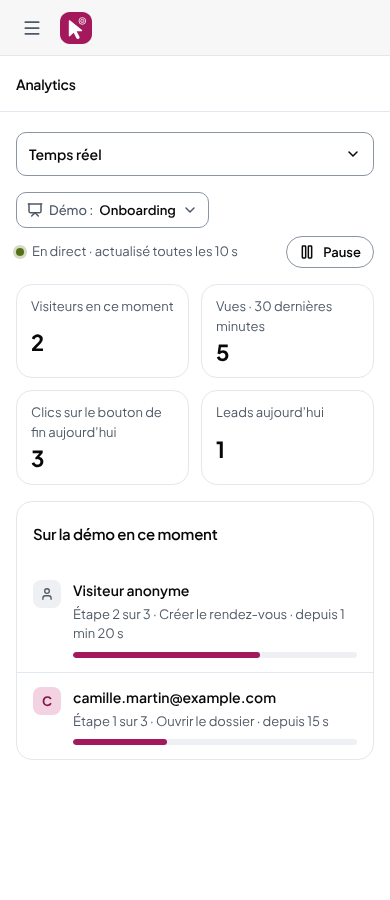 Analytics
Temps réel
Démo : Onboarding
En direct · actualisé toutes les 10 s
Pause
Visiteurs en ce moment
2
Vues · 30 dernières
minutes
5
Clics sur le bouton de
fin aujourd'hui
3
Leads aujourd'hui
1
Sur la démo en ce moment
Visiteur anonyme
Étape 2 sur 3 · Créer le rendez-vous · depuis 1
min 20 s
C
camille.martin@example.com
Étape 1 sur 3 · Ouvrir le dossier · depuis 15 s